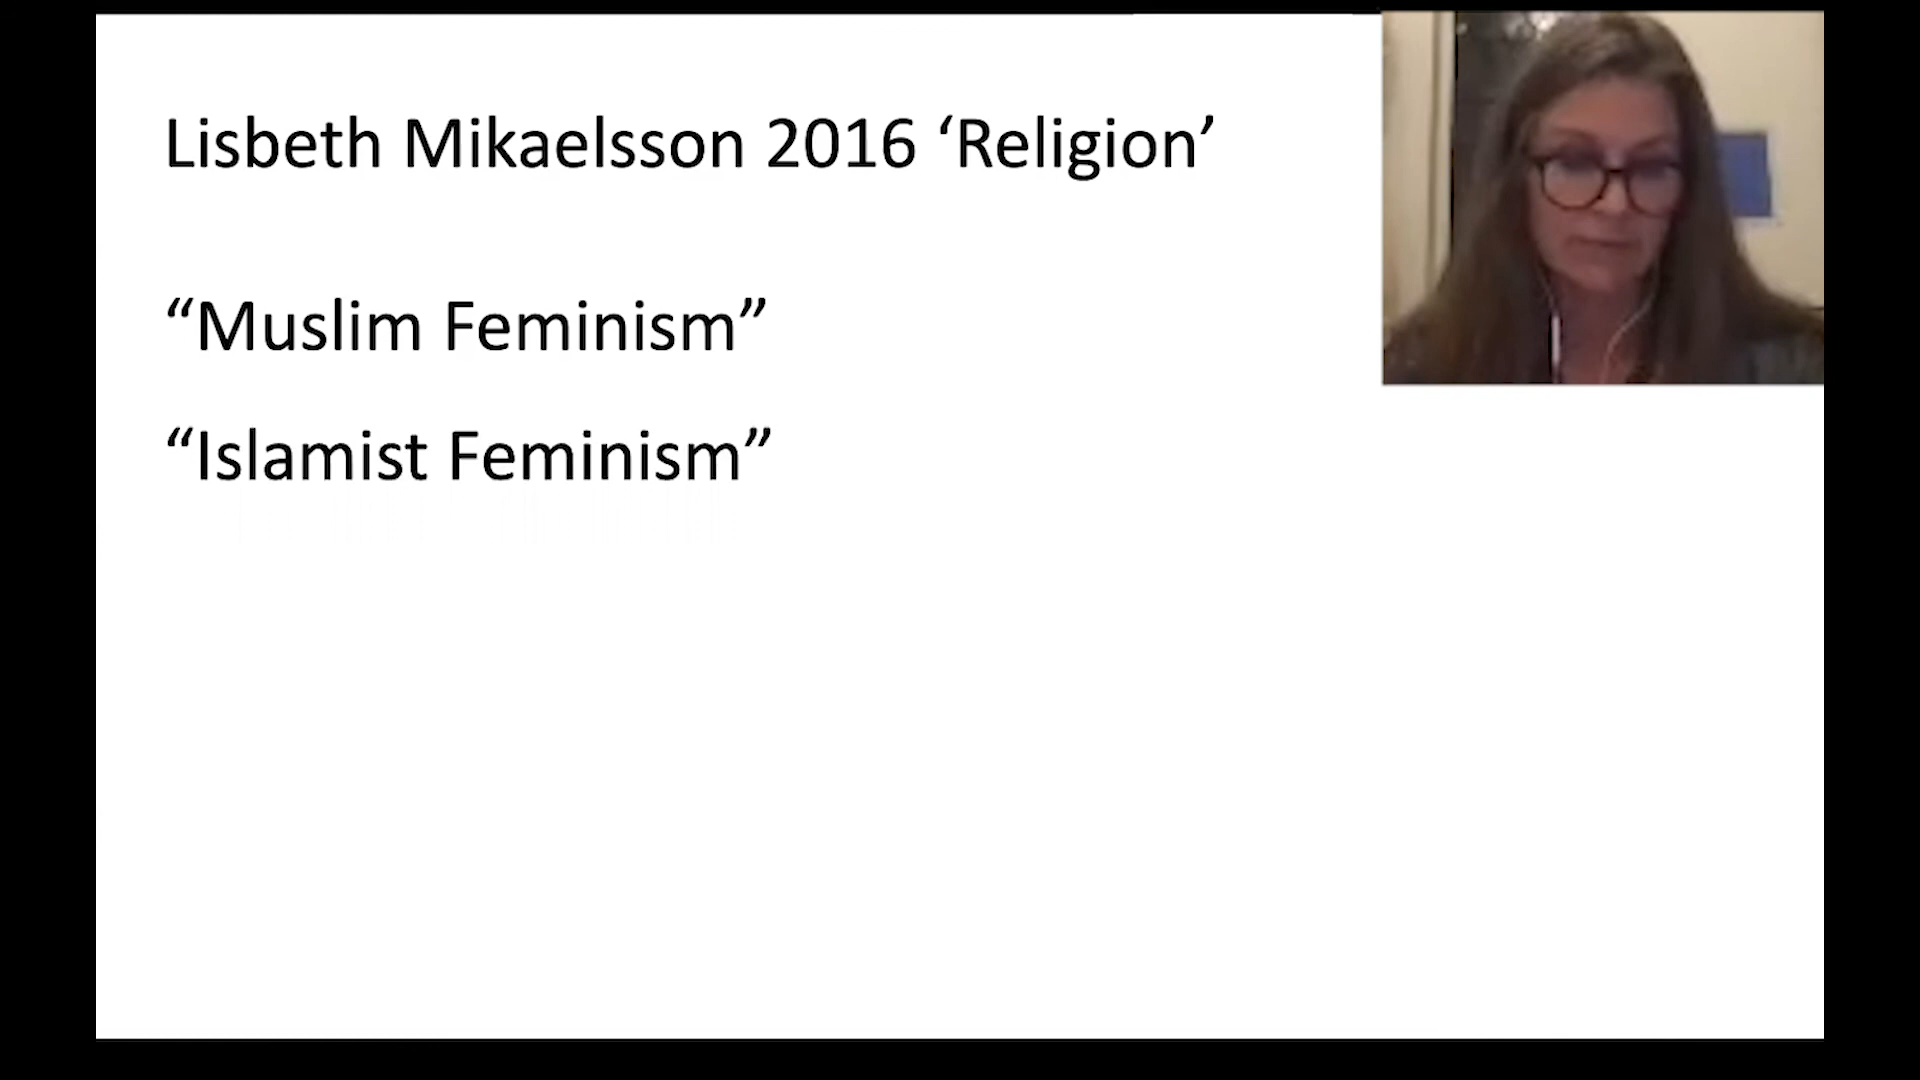 Lisbeth Mikaelsson 2016 ‘Religion’
“Muslim Feminism”
“Islamist Feminism”